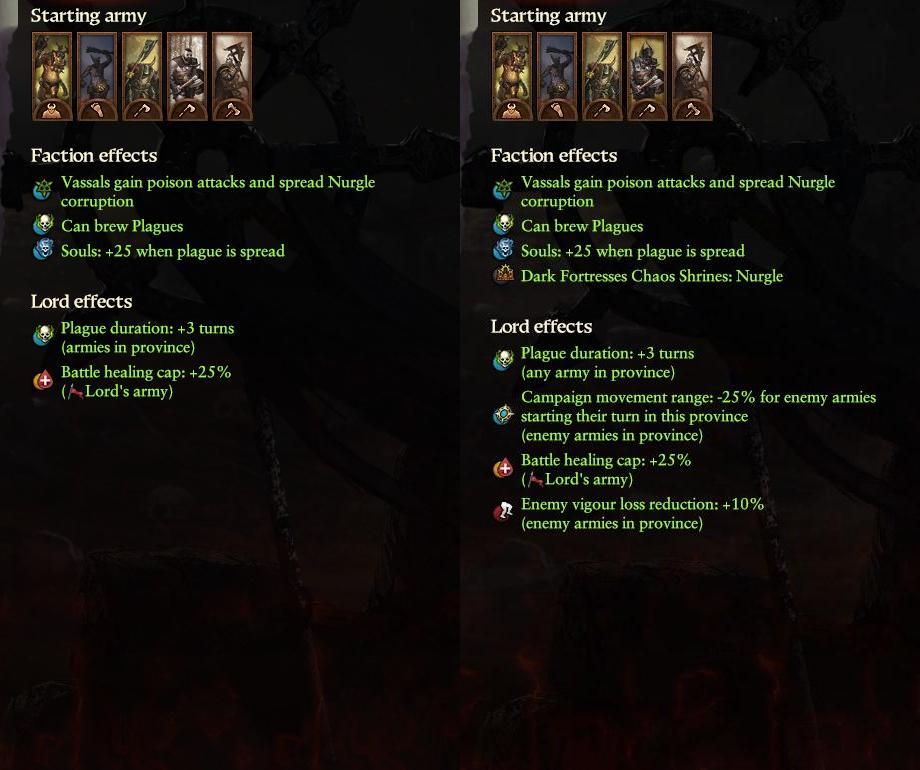 Starting army
Faction effects
Vassals gain poison attacks and spread Nurgle
corruption
Can brew Plagues
Souls: +25 when plague is spread
Lord effects
Plague duration: +3 turns
(armies in province)
Battle healing cap: +25%
(Lord's army)
Starting army
Faction effects
Vassals gain poison attacks and spread Nurgle
corruption
Can brew Plagues
Souls: +25 when plague is spread
Dark Fortresses Chaos Shrines: Nurgle
Lord effects
Plague duration: +3 turns
(any army in province)
Campaign movement range: -25% for enemy armies
starting their turn in this province
(enemy armies in province)
Battle healing cap: +25%
(Lord's army)
Enemy vigour loss reduction: +10%
(enemy armies in province)